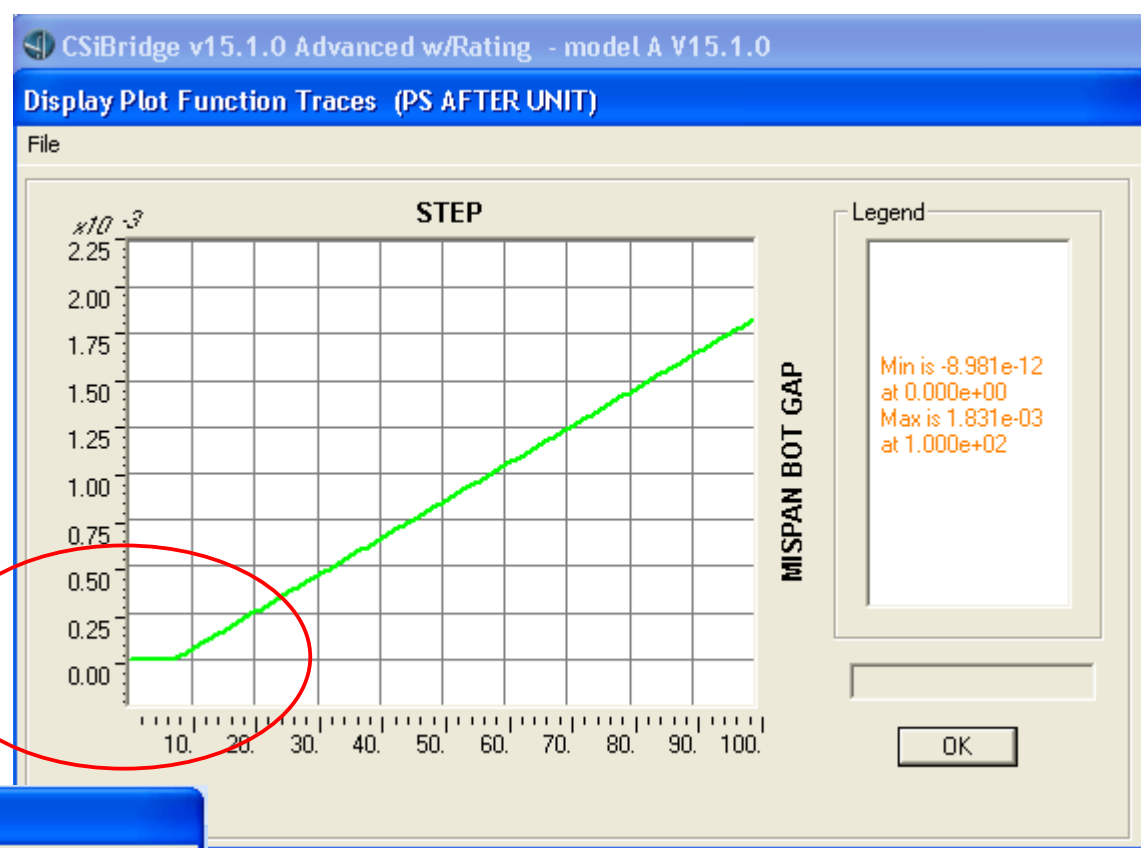 CSiBridge v15.1.0 Advanced w/Rating - model A V15.1.0
Display Plot Function Traces (PS AFTER UNIT)
File
x10 -3
STEP
Legend
2.25
2.00
1.75
1.50
1.25
1.00
0.75
0.50
0.25
0.00
10. 20. 30. 40. 50. 60. 70. 80. 90. 100.
MISPAN BOT GAP
Min is -8.981e-12
at 0.000e+00
Max is 1.831e-03
at 1.000e+02
OK